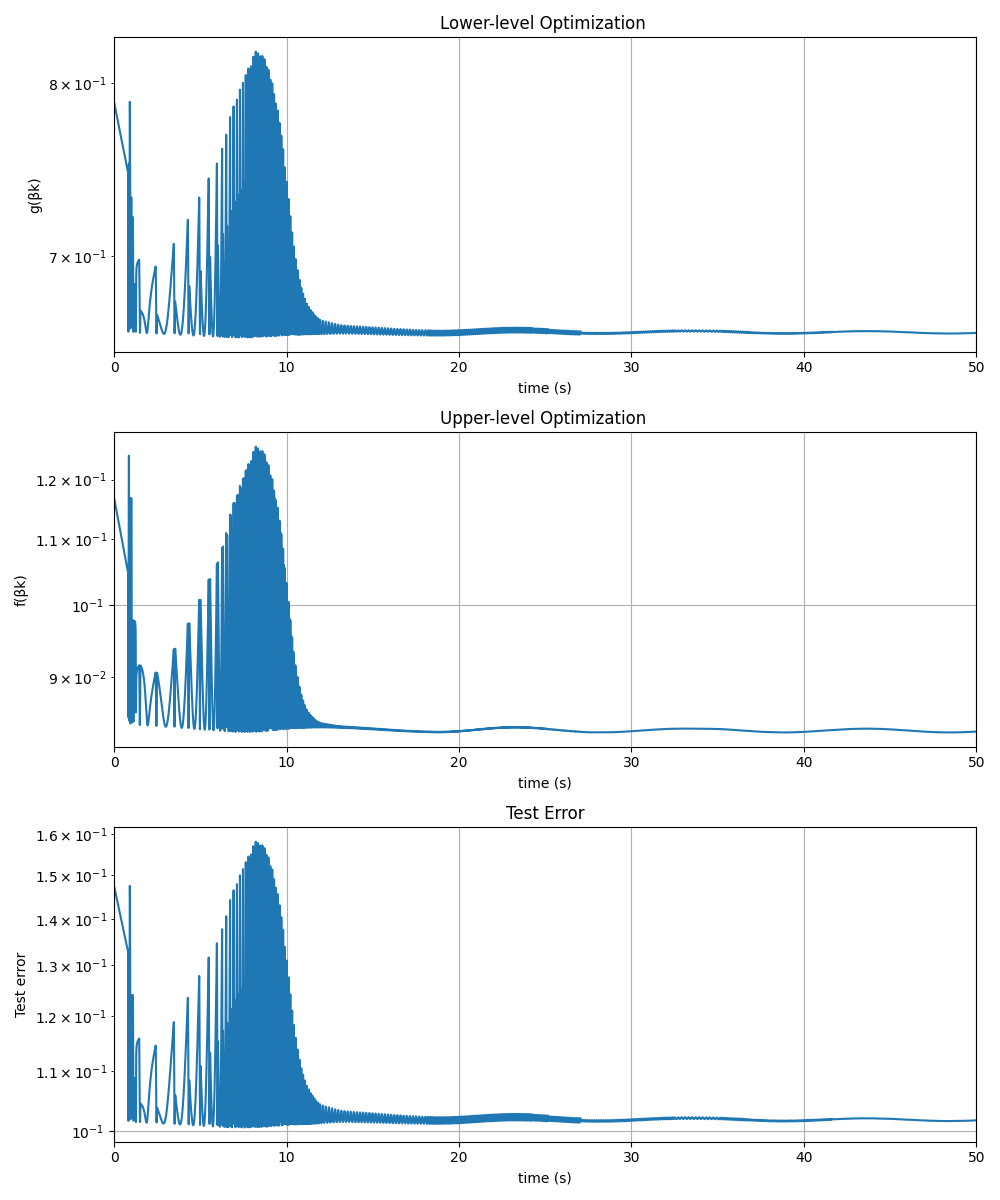 Lower-level Optimization
8 × 10⁻¹
7 × 10⁻¹
g(βk)
0 10 20 30 40 50
time (s)
Upper-level Optimization
1.2 × 10⁻¹
1.1 × 10⁻¹
10⁻¹
9 × 10⁻²
f(βk)
0 10 20 30 40 50
time (s)
Test Error
1.6 × 10⁻¹
1.5 × 10⁻¹
1.4 × 10⁻¹
1.3 × 10⁻¹
1.2 × 10⁻¹
1.1 × 10⁻¹
10⁻¹
Test error
0 10 20 30 40 50
time (s)